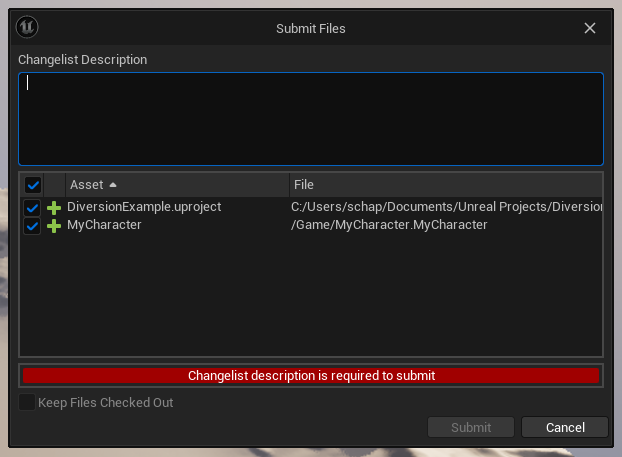 Submit Files
Changelist Description
Asset File
DiversionExample.uproject C:/Users/schap/Documents/Unreal Projects/Diversion
MyCharacter /Game/MyCharacter.MyCharacter
Changelist description is required to submit
Keep Files Checked Out
Submit Cancel